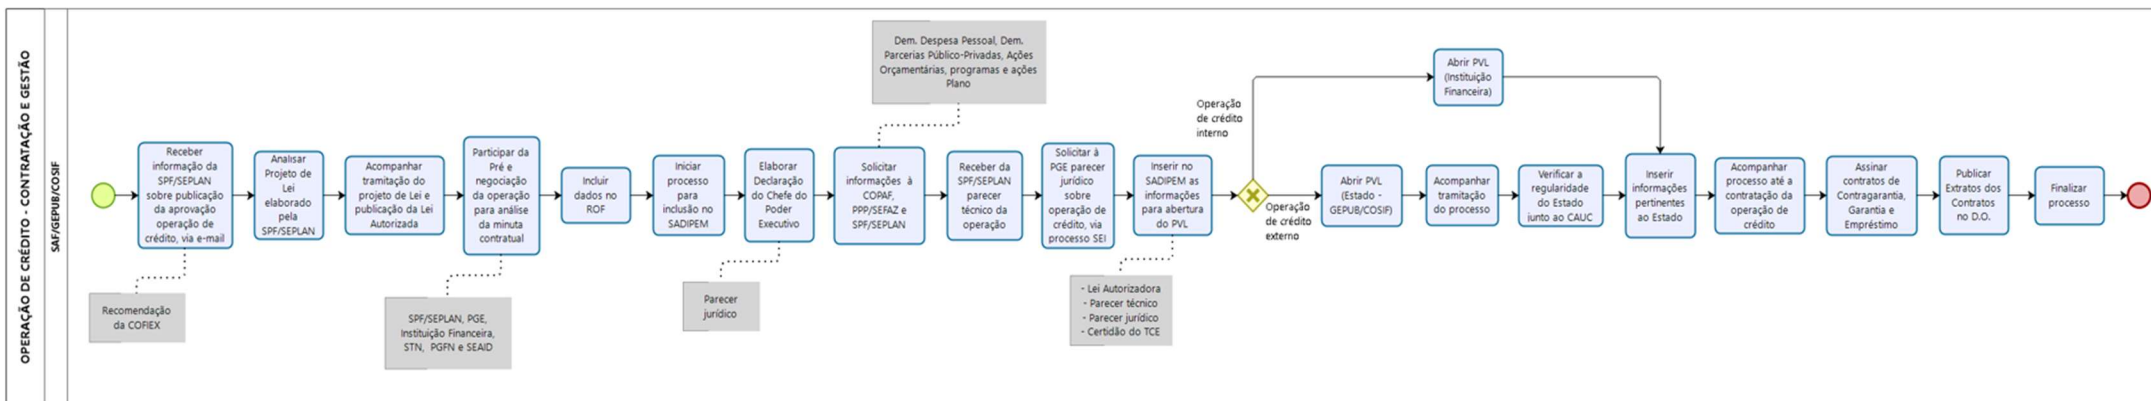 OPERAÇÃO DE CRÉDITO - CONTRATAÇÃO E GESTÃO
SAF/GEPUB/COSIF
Receber
informação da
SPF/SEPLAN
sobre publicação
da aprovação
operação de
crédito, via e-mail
Recomendação
da COFIEX
Analisar
Projeto de
Lei
elaborado
pela
SPF/SEPLAN
Acompanhar
tramitação do
projeto de Lei e
publicação da Lei
Autorizada
Participar da
Pré e
negociação
da operação
para análise
da minuta
contratual
SPF/SEPLAN, PGE,
Instituição Financeira,
STN, PGFN e SEAID
Incluir
dados no
ROF
Iniciar
processo
para
inclusão no
SADIPEM
Elaborar
Declaração
do Chefe do
Poder
Executivo
Parecer
jurídico
Dem. Despesa Pessoal, Dem.
Parcerias Público-Privadas, Ações
Orçamentárias, programas e ações
Plano
Solicitar
informações à
COPAF,
PPP/SEFAZ e
SPF/SEPLAN
Receber da
SPF/SEPLAN
parecer
técnico da
operação
Solicitar à
PGE parecer
jurídico
sobre
operação de
crédito, via
processo SEI
Inserir no
SADIPEM as
informações
para abertura
do PVL
- Lei Autorizadora
- Parecer técnico
- Parecer jurídico
- Certidão do TCE
Operação
de crédito
interno
Abrir PVL
(Instituição
Financeira)
Operação
de crédito
externo
Abrir PVL
(Estado -
GEPUB/COSIF)
Acompanhar
tramitação
do processo
Verificar a
regularidade
do Estado
junto ao CAUC
Inserir
informações
pertinentes
ao Estado
Acompanhar
processo até a
contratação da
operação de
crédito
Assinar
contratos de
Contragarantia,
Garantia e
Empréstimo
Publicar
Extratos dos
Contratos
no D.O.
Finalizar
processo